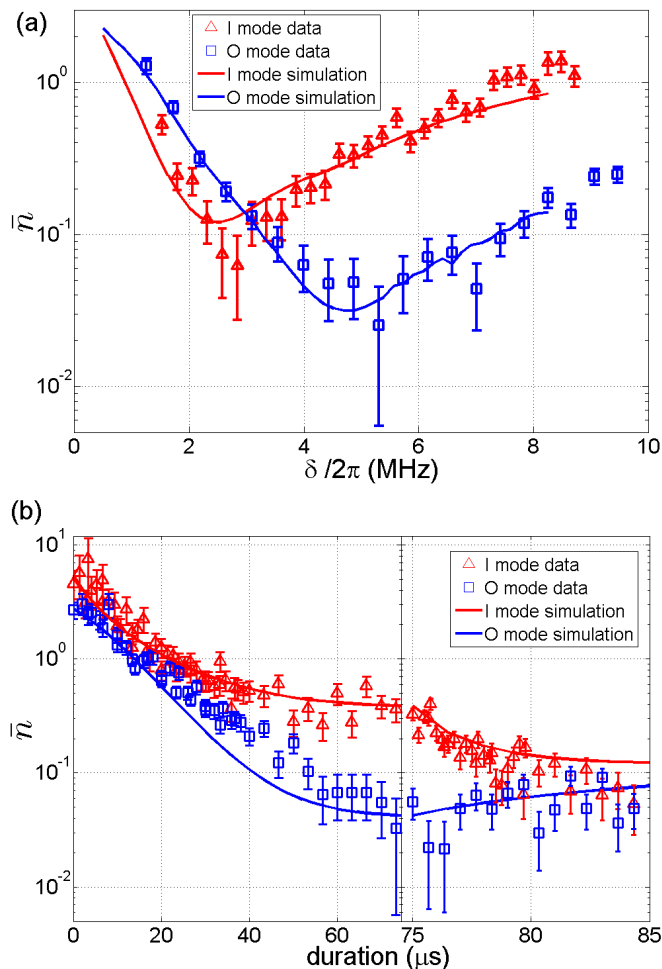 (a)
I mode data
O mode data
I mode simulation
O mode simulation
10^0
10^-1
10^-2
n̄
0 2 4 6 8 10
δ /2π (MHz)
(b)
I mode data
O mode data
I mode simulation
O mode simulation
10^1
10^0
10^-1
10^-2
n̄
0 20 40 60 75 80 85
duration (μs)